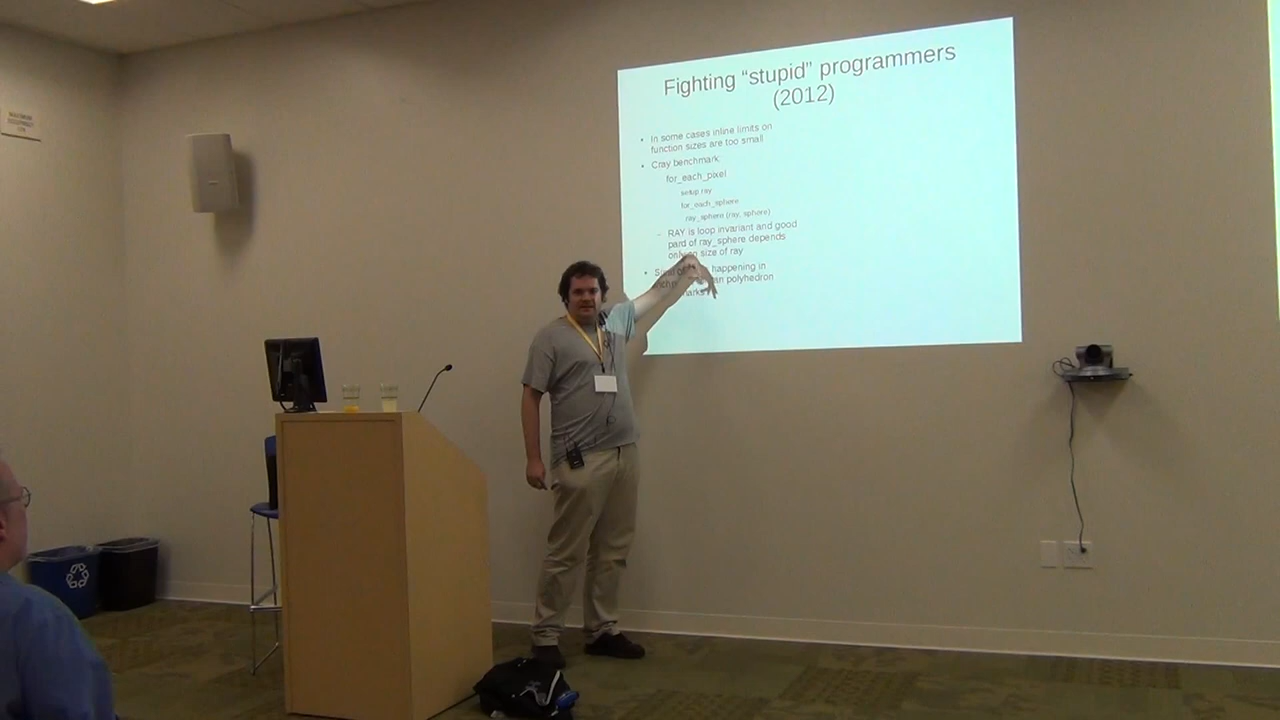 Fighting "stupid" programmers
(2012)
In some cases inline limits on
function sizes are too small
Cray benchmark:
for_each_pixel
setup ray
for_each_sphere
ray_sphere (ray, sphere)
RAY is loop invariant and good
pard of ray_sphere depends
only on size of ray
happening in
polyhedron